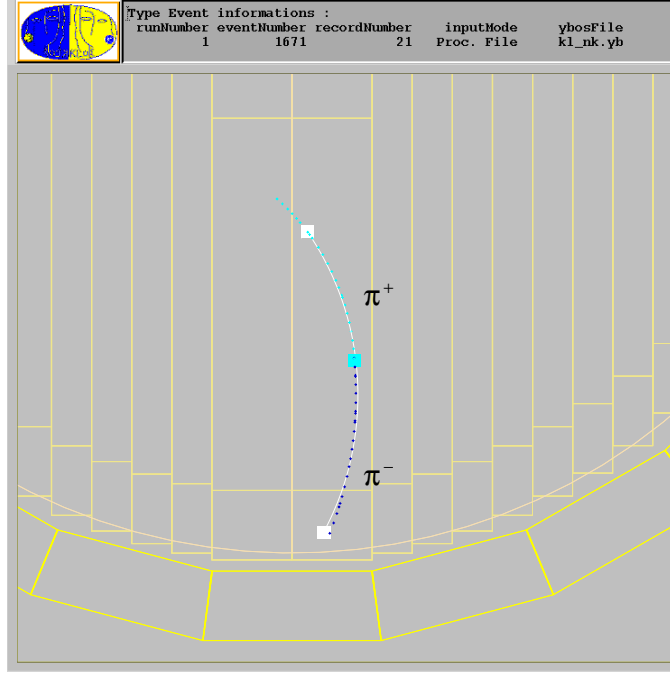 Type Event informations :
runNumber eventNumber recordNumber inputMode ybosFile
1 1671 21 Proc. File kl_nk.yb
π+
π−